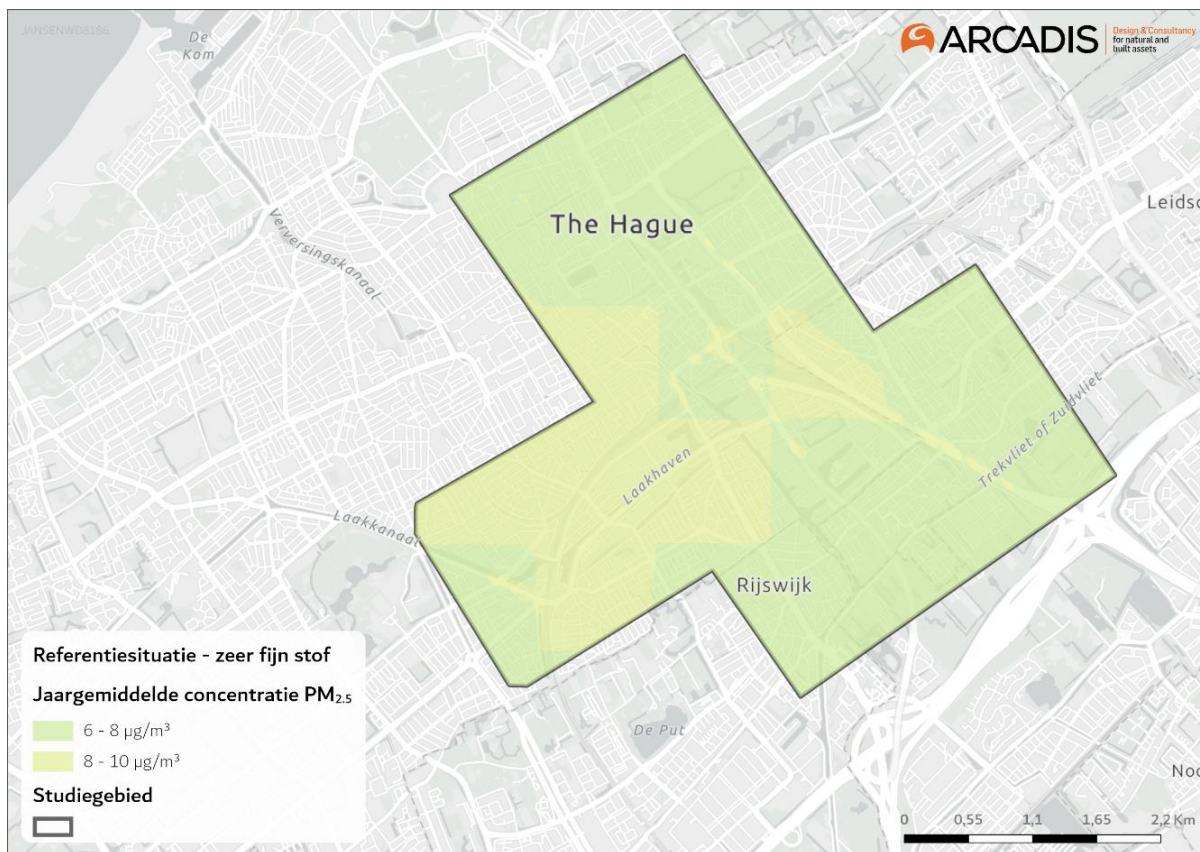 JANSENWD8166
De
Kom
ARCADIS
Design & Consultancy
for natural and
built assets
Verversingskanaal
The Hague
Leidsc
Laakkanaal
Laakhaven
Trekvliet of Zuidvliet
Rijswijk
De Put
Noo
Referentiesituatie - zeer fijn stof
Jaargemiddelde concentratie PM2.5
6 - 8 µg/m³
8 - 10 µg/m³
Studiegebied
0 0,55 1,1 1,65 2,2 Km